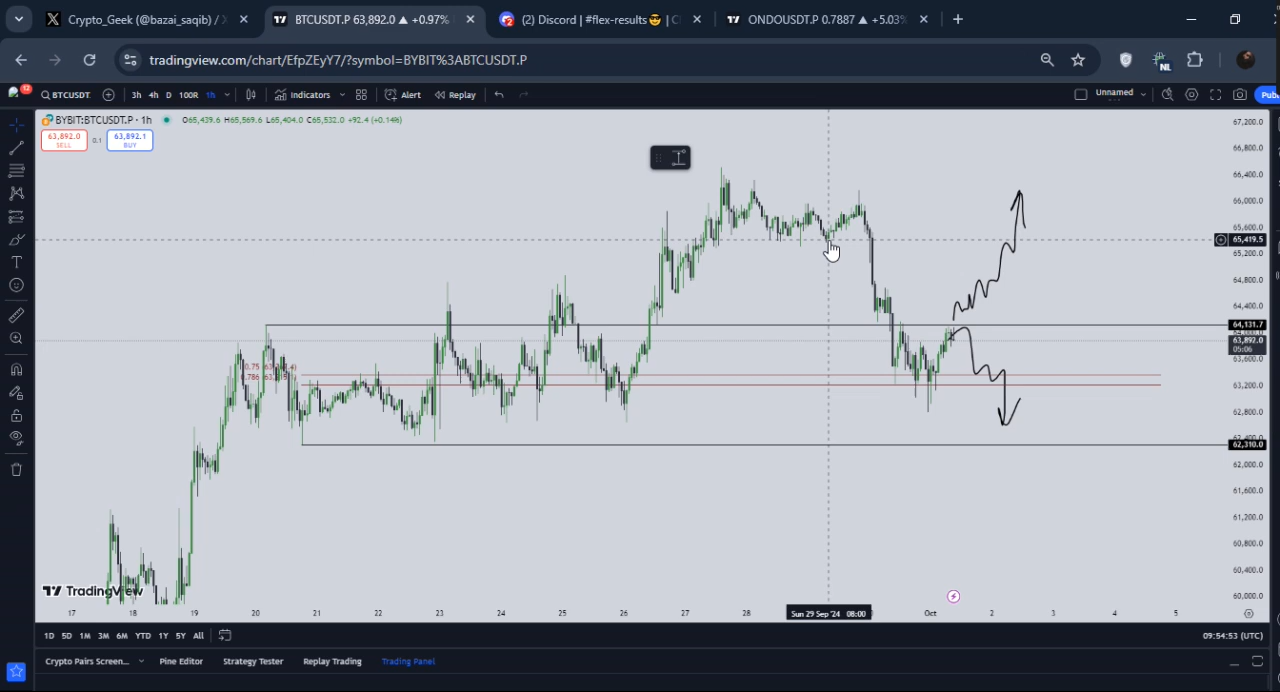 Crypto_Geek (@bazai_saqib) / X
BTCUSDT.P 63,892.0 ▲ +0.97%
(2) Discord | #flex-results😎 | C
ONDOUSDT.P 0.7887 ▲ +5.03%
tradingview.com/chart/EfpZEyY7/?symbol=BYBIT%3ABTCUSDT.P
NL
BTCUSDT.
3h 4h D 100R 1h
Indicators
Alert
Replay
Unnamed
Pub
BYBIT:BTCUSDT.P · 1h
O65,439.6 H65,569.6 L65,404.0 C65,532.0 +92.4 (+0.14%)
63,892.0
SELL
0.1
63,892.1
BUY
67,200.0
66,800.0
66,400.0
66,000.0
65,600.0
65,419.5
65,200.0
64,800.0
64,400.0
64,131.7
63,892.0
05:06
63,600.0
63,200.0
62,800.0
62,310.0
62,000.0
61,600.0
61,200.0
60,800.0
60,400.0
60,000.0
TradingView
17 18 19 20 21 22 23 24 25 26 27 28 Sun 29 Sep '24 08:00 Oct 2 3 4 5
1D 5D 1M 3M 6M YTD 1Y 5Y All
09:54:53 (UTC)
Crypto Pairs Screen...
Pine Editor
Strategy Tester
Replay Trading
Trading Panel